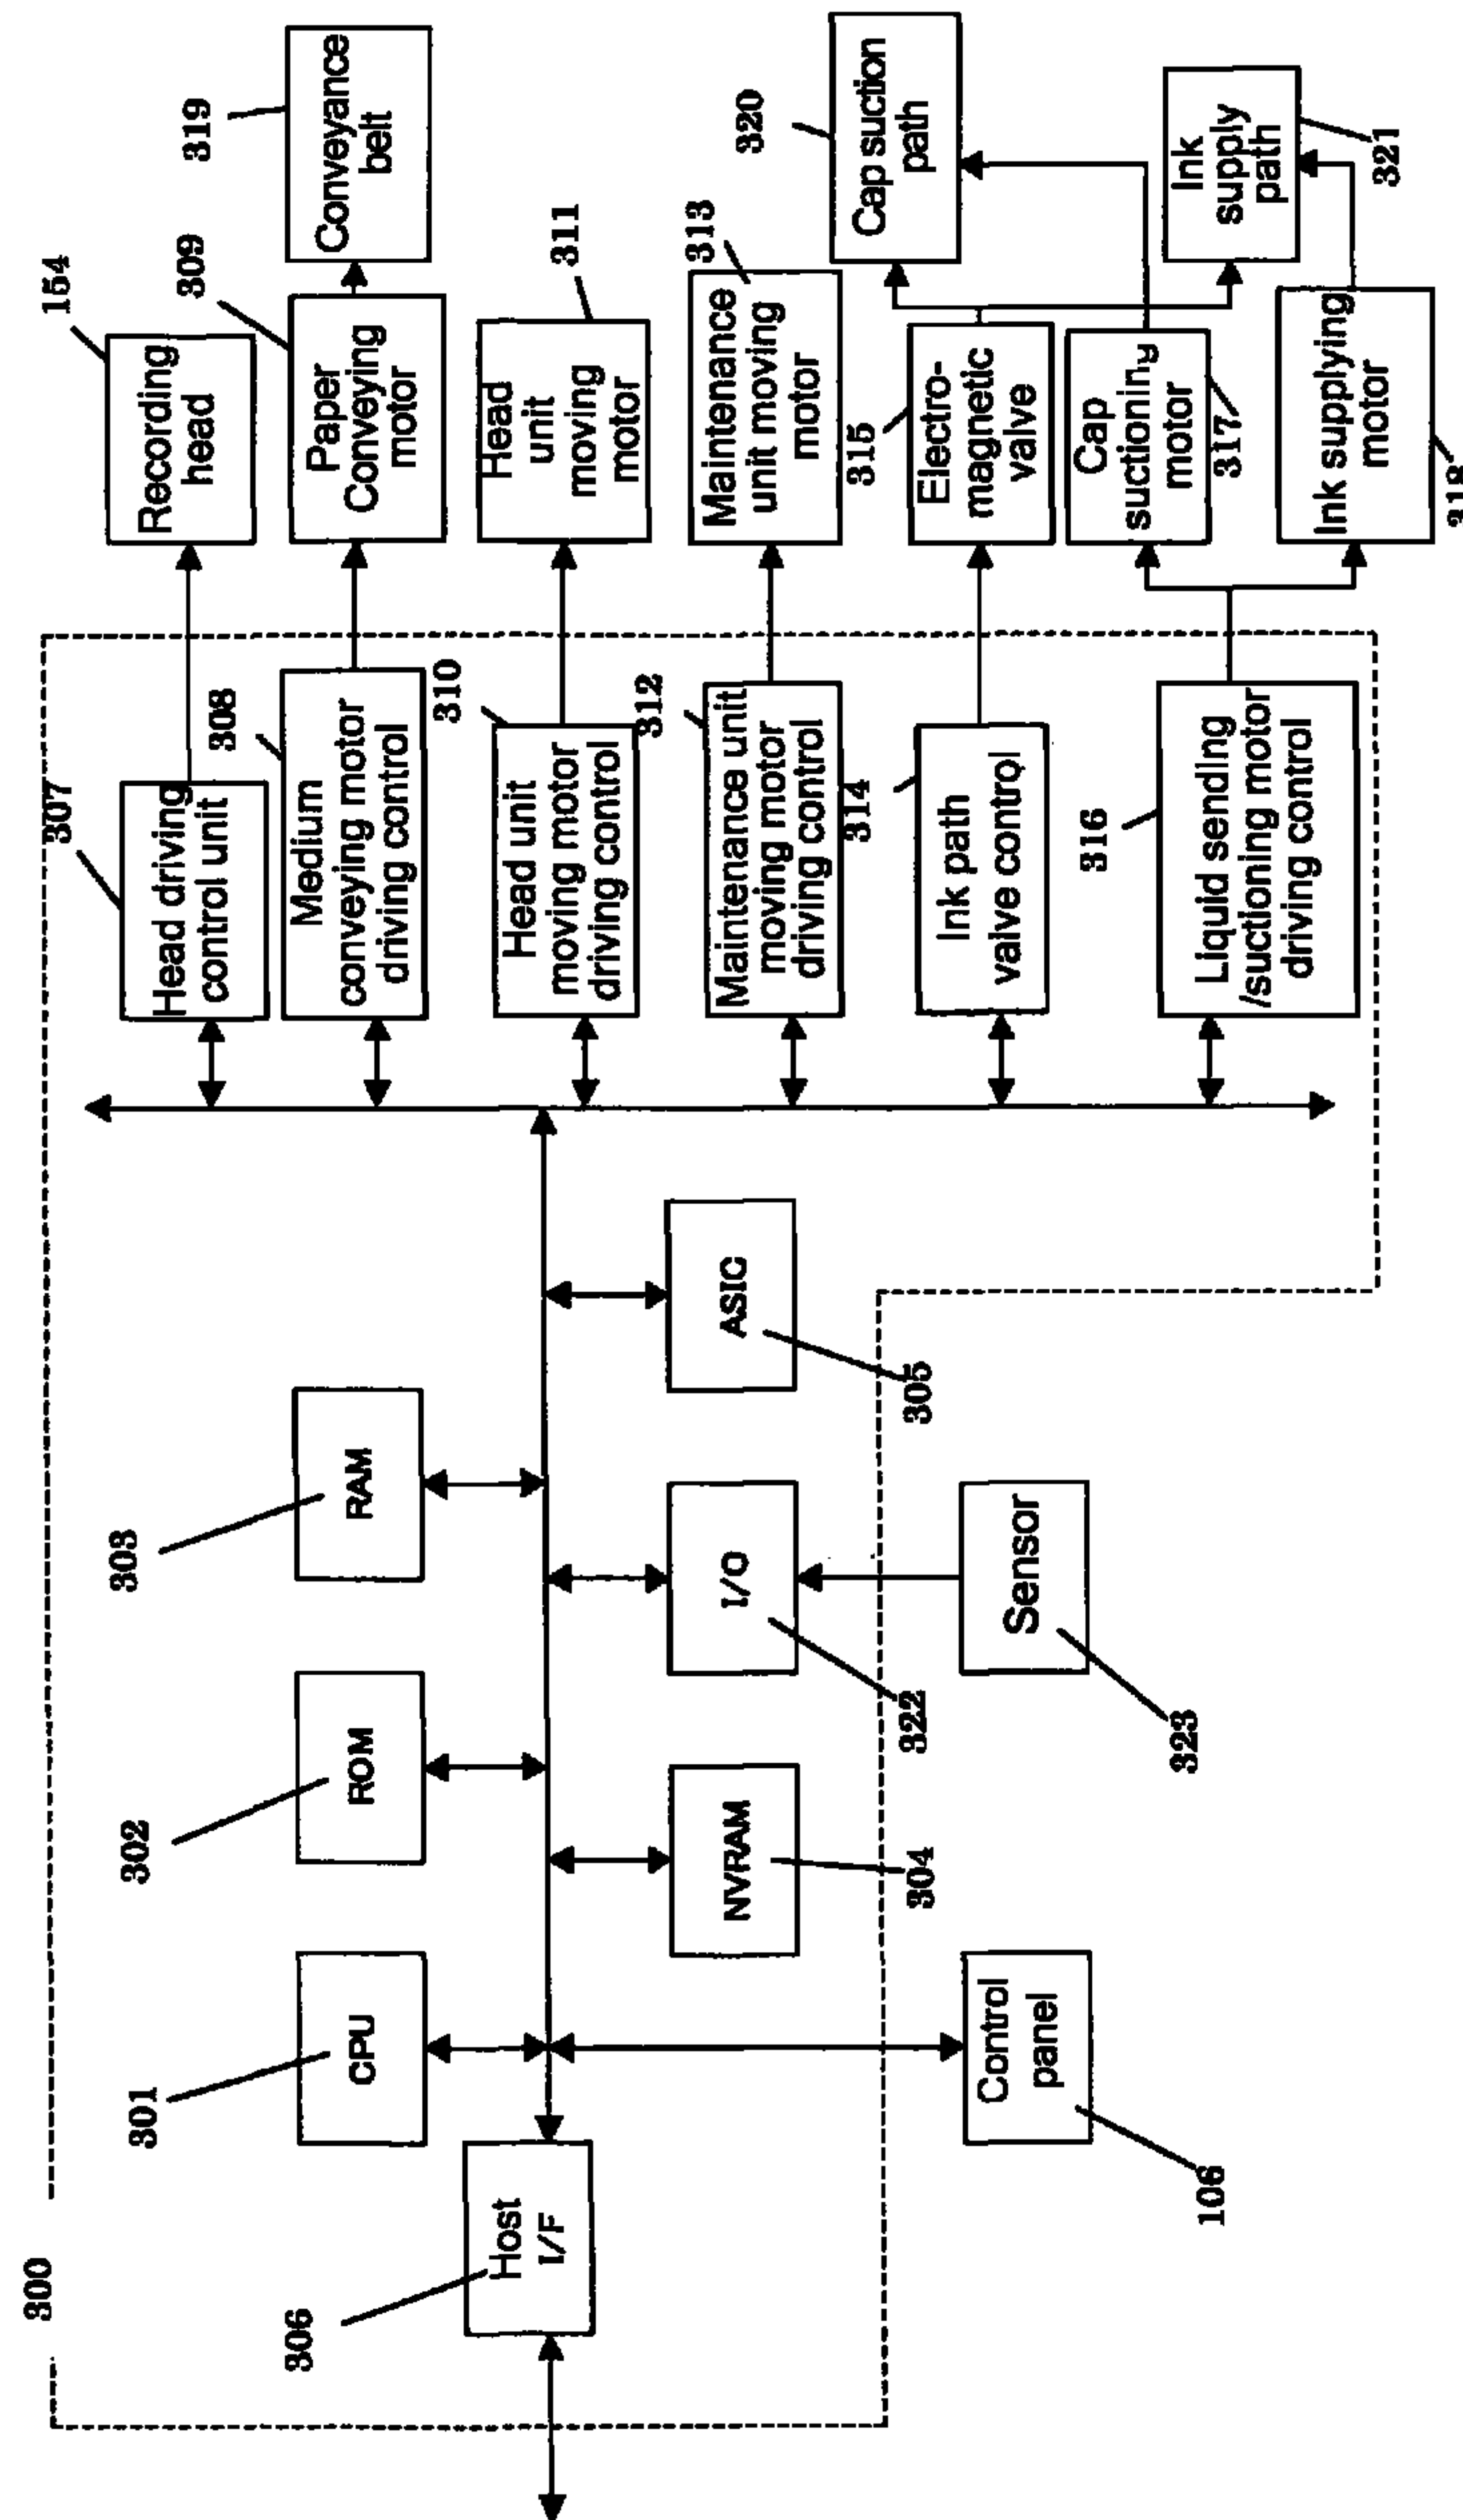 300
306
Host
I/F
301
CPU
302
ROM
303
RAM
NVRAM
304
I/O
322
ASIC
305
Control
panel
106
Sensor
323
307
Head driving
control unit
308
Medium
conveying motor
driving control
310
Head unit
moving motor
driving control
312
Maintenance unit
moving motor
driving control
314
Ink path
valve control
316
Liquid sending
/suctioning motor
driving control
154
Recording
head
309
Paper
Conveying
motor
311
Head
unit
moving
motor
313
Maintenance
unit moving
motor
315
Electro-
magnetic
valve
Cap
suctioning
motor
317
Ink supplying
motor
318
319
Conveyance
belt
320
Cap suction
path
Ink
supply
path
321